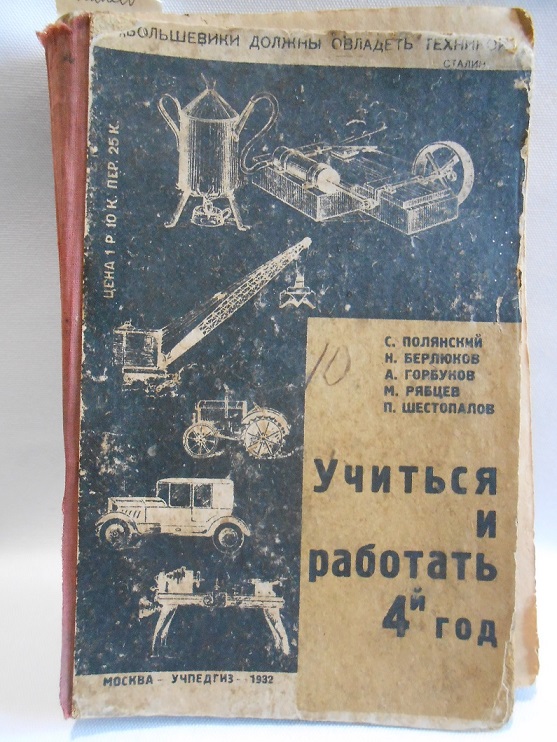 БОЛЬШЕВИКИ ДОЛЖНЫ ОВЛАДЕТЬ ТЕХНИКОЙ
СТАЛИН
ЦЕНА 1 Р. 10 К. ПЕР. 25 К.
С. ПОЛЯНСКИЙ
Н. БЕРЛЮКОВ
А. ГОРБУНОВ
М. РЯБЦЕВ
П. ШЕСТОПАЛОВ
10
Учиться
и
работать
4й год
МОСКВА - УЧПЕДГИЗ - 1932